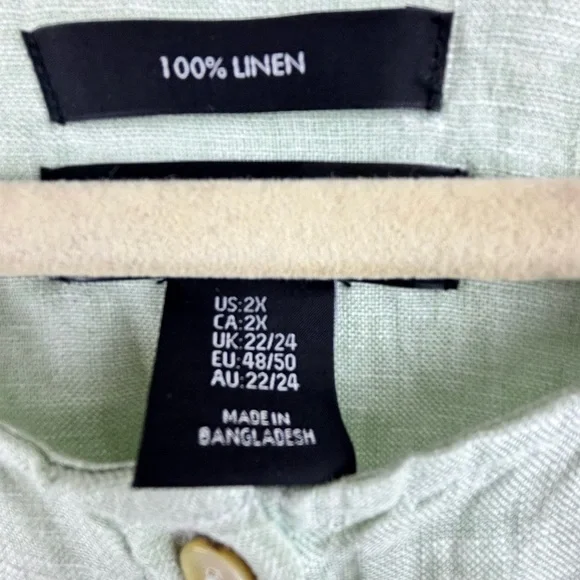 100% LINEN
US:2X
CA:2X
UK:22/24
EU:48/50
AU:22/24
MADE IN
BANGLADESH